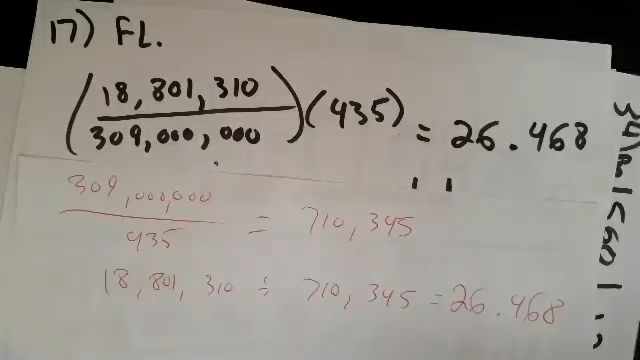 17) FL.
(18,801,310 / 309,000,000)(435) = 26.468
309,000,000 / 435 = 710,345
18,801,310 ÷ 710,345 = 26.468